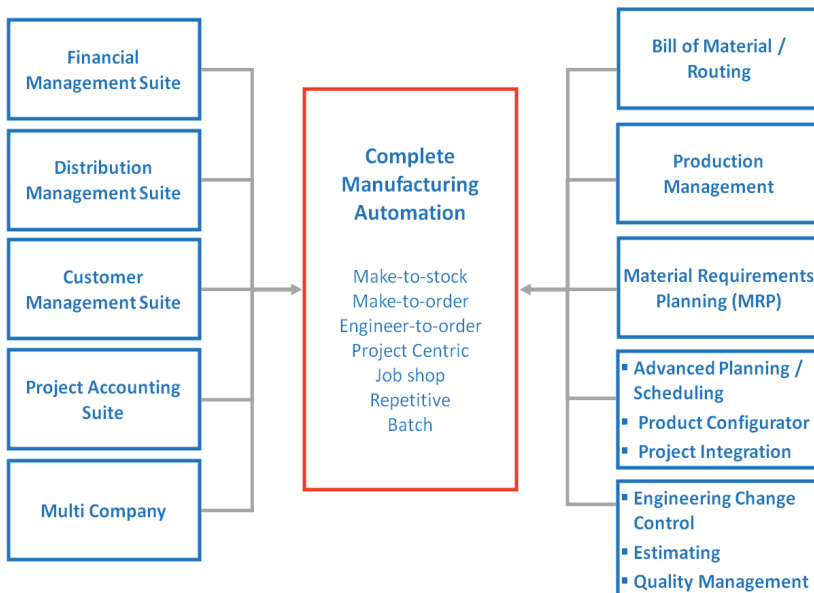 Financial
Management Suite
Distribution
Management Suite
Customer
Management Suite
Project Accounting
Suite
Multi Company
Complete
Manufacturing
Automation
Make-to-stock
Make-to-order
Engineer-to-order
Project Centric
Job shop
Repetitive
Batch
Bill of Material /
Routing
Production
Management
Material Requirements
Planning (MRP)
▪ Advanced Planning /
Scheduling
▪ Product Configurator
▪ Project Integration
▪ Engineering Change
Control
▪ Estimating
▪ Quality Management